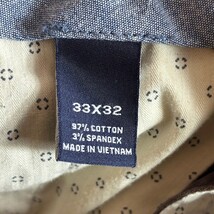 33X32
97% COTTON
3% SPANDEX
MADE IN VIETNAM